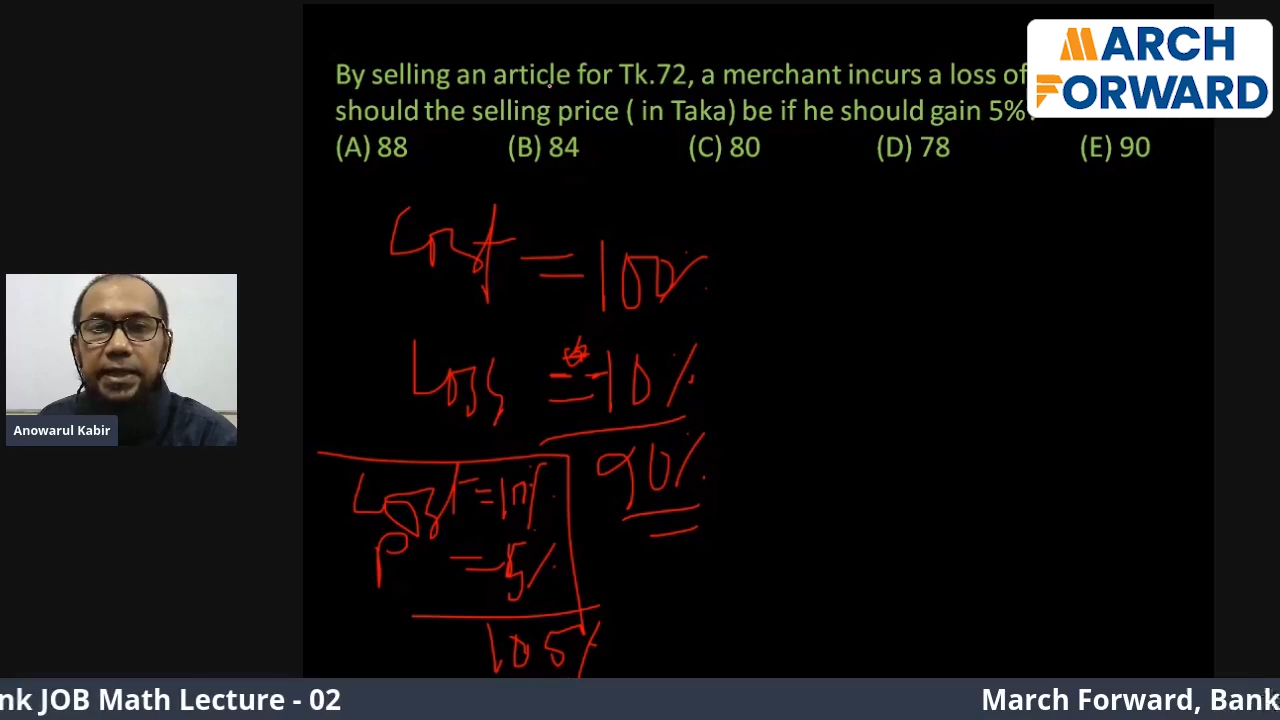 By selling an article for Tk.72, a merchant incurs a loss of
should the selling price ( in Taka) be if he should gain 5%
(A) 88 (B) 84 (C) 80 (D) 78 (E) 90
MARCH
FORWARD
Cost = 100%
Loss = -10%
90%
Cost = 100%
P = 5%
105%
Anowarul Kabir
nk JOB Math Lecture - 02
March Forward, Bank